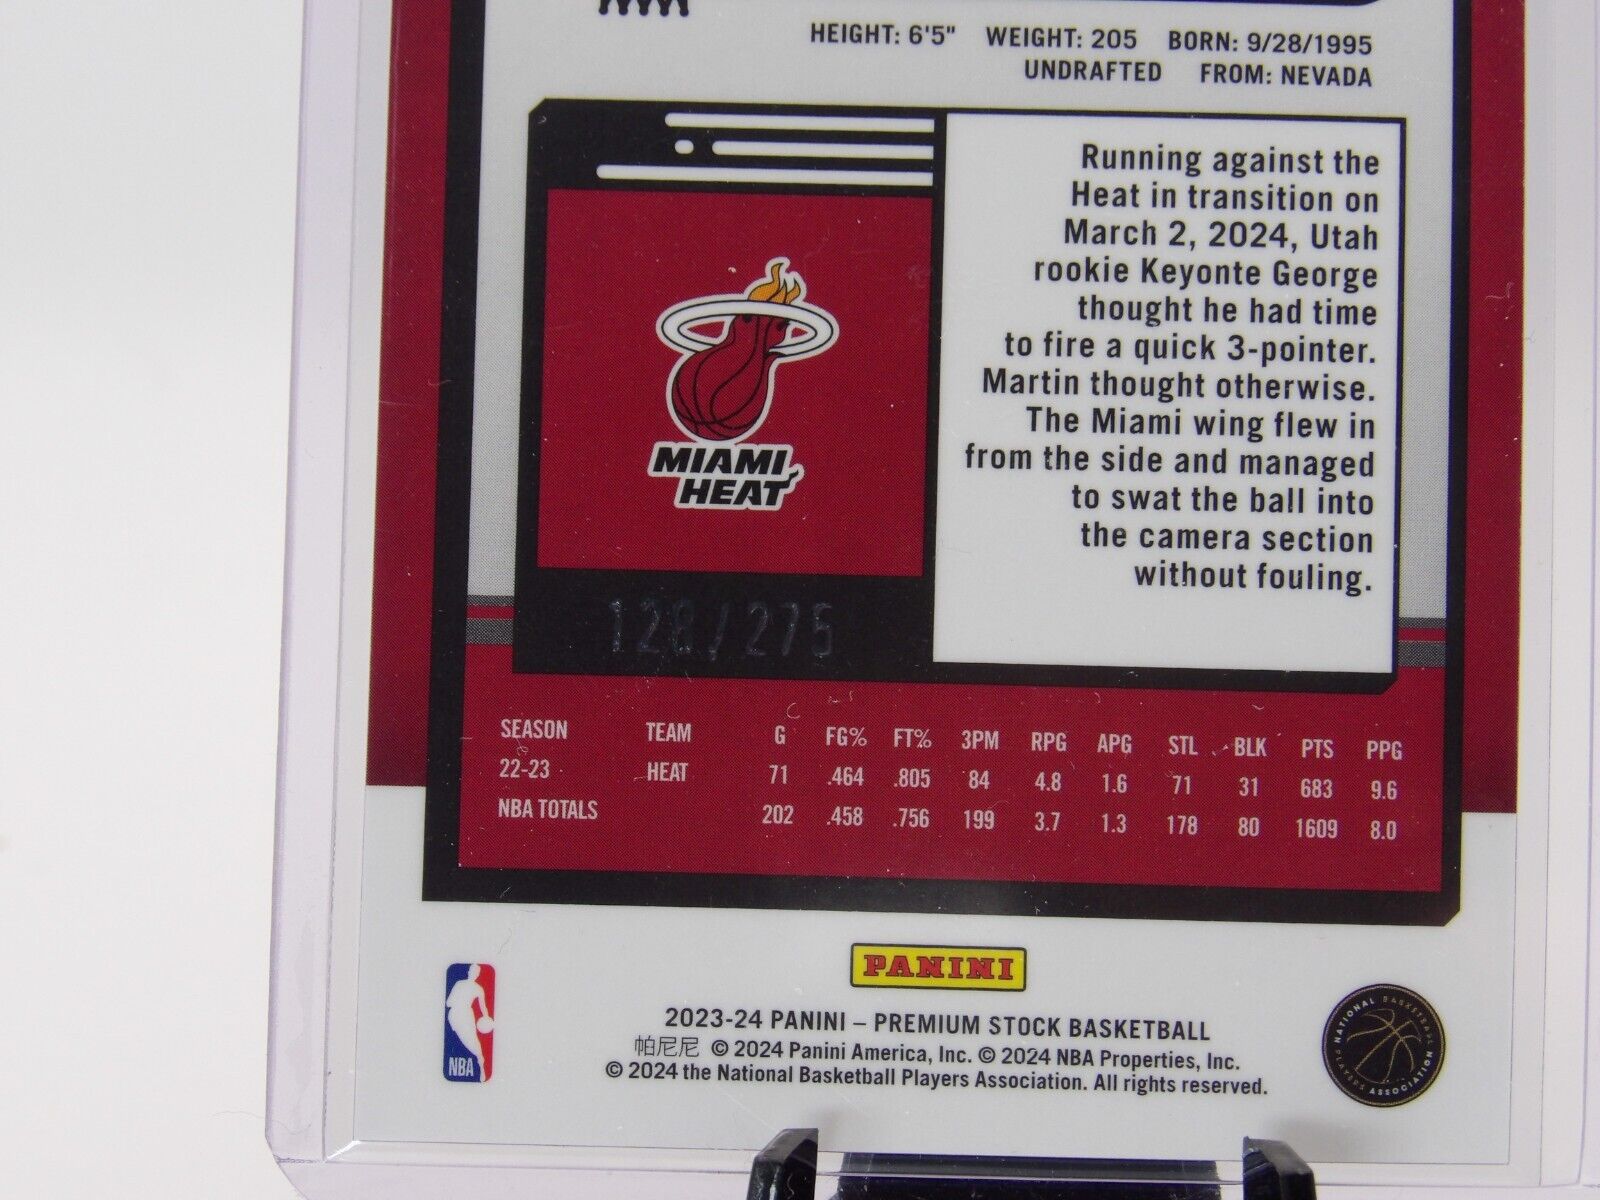 HEIGHT: 6'5" WEIGHT: 205 BORN: 9/28/1995
UNDRAFTED FROM: NEVADA
Running against the
Heat in transition on
March 2, 2024, Utah
rookie Keyonte George
thought he had time
to fire a quick 3-pointer.
Martin thought otherwise.
The Miami wing flew in
from the side and managed
to swat the ball into
the camera section
without fouling.
MIAMI
HEAT
128/275
SEASON TEAM G FG% FT% 3PM RPG APG STL BLK PTS PPG
22-23 HEAT 71 .464 .805 84 4.8 1.6 71 31 683 9.6
NBA TOTALS 202 .458 .756 199 3.7 1.3 178 80 1609 8.0
PANINI
NBA
2023-24 PANINI – PREMIUM STOCK BASKETBALL
帕尼尼 © 2024 Panini America, Inc. © 2024 NBA Properties, Inc.
© 2024 the National Basketball Players Association. All rights reserved.
NATIONAL BASKETBALL PLAYERS ASSOCIATION